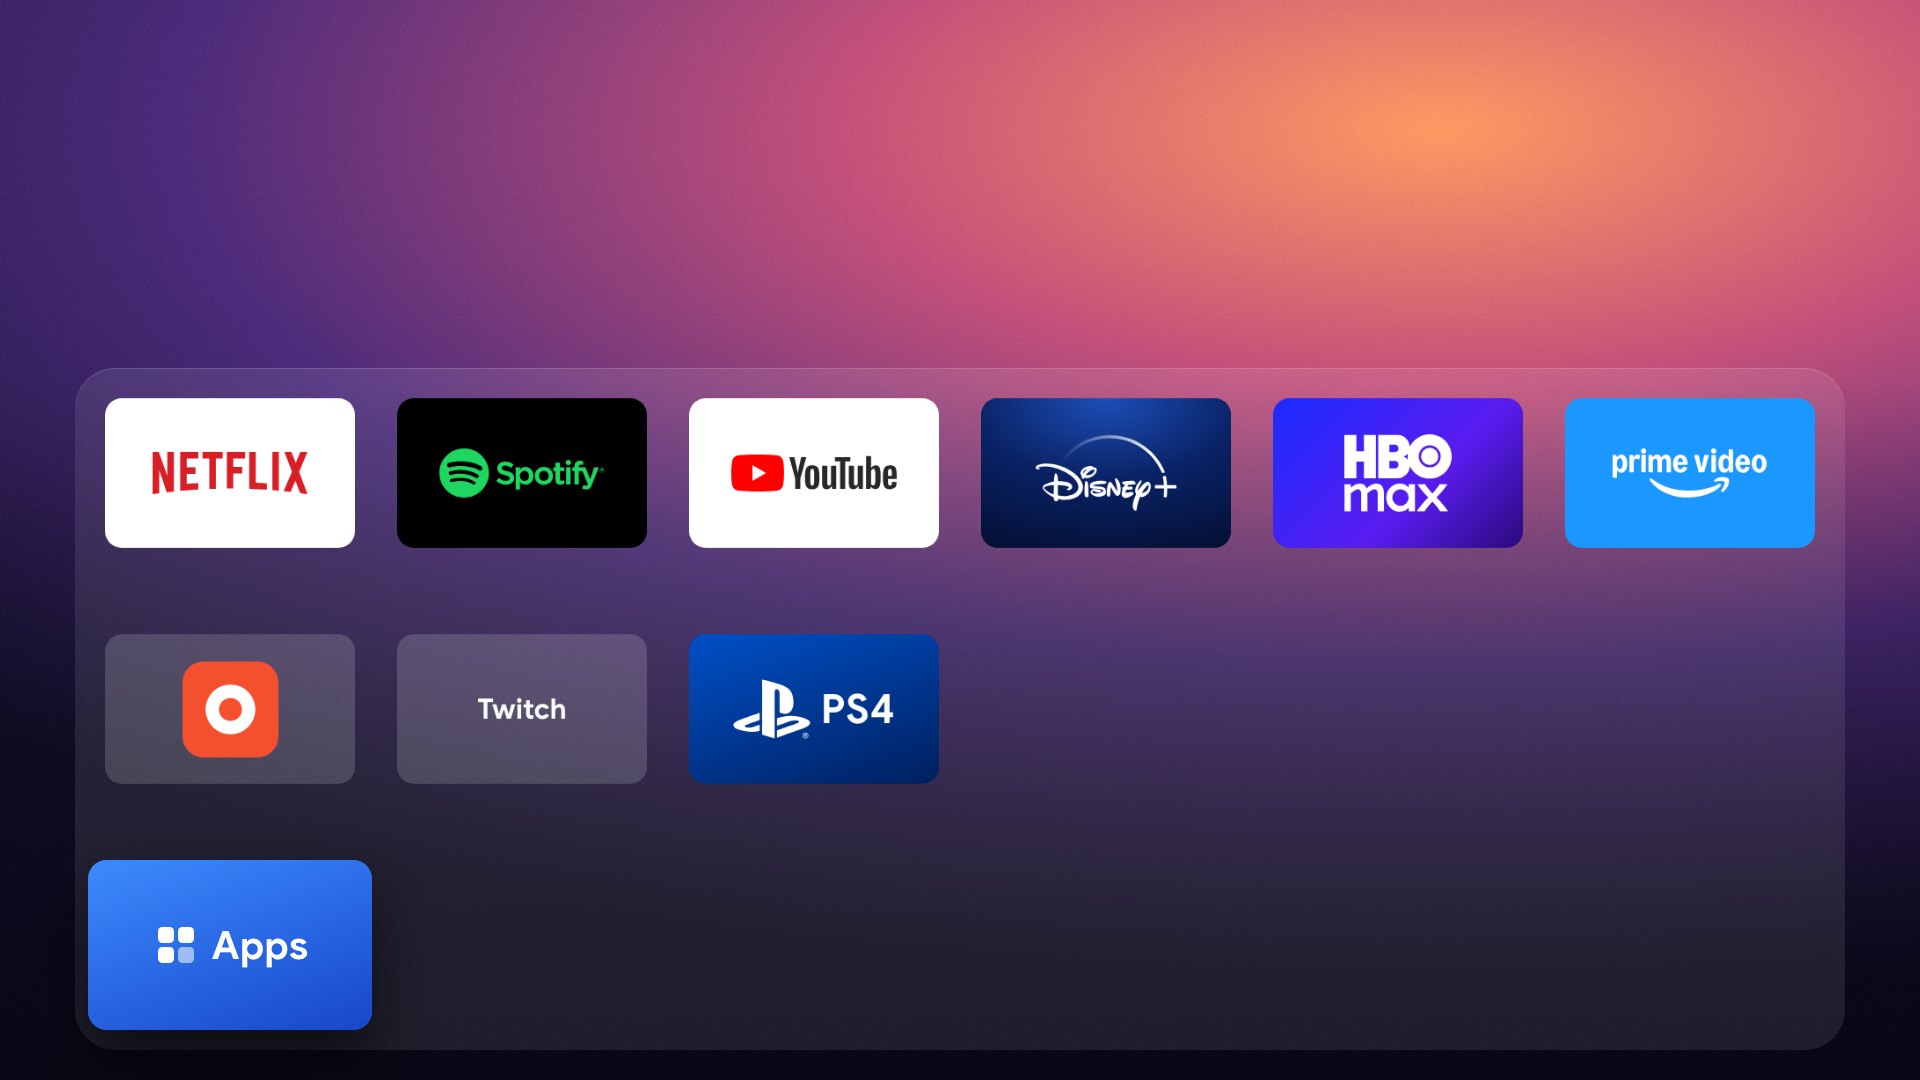 NETFLIX
Spotify
YouTube
Disney+
HBO
max
prime video
Twitch
PS4
Apps